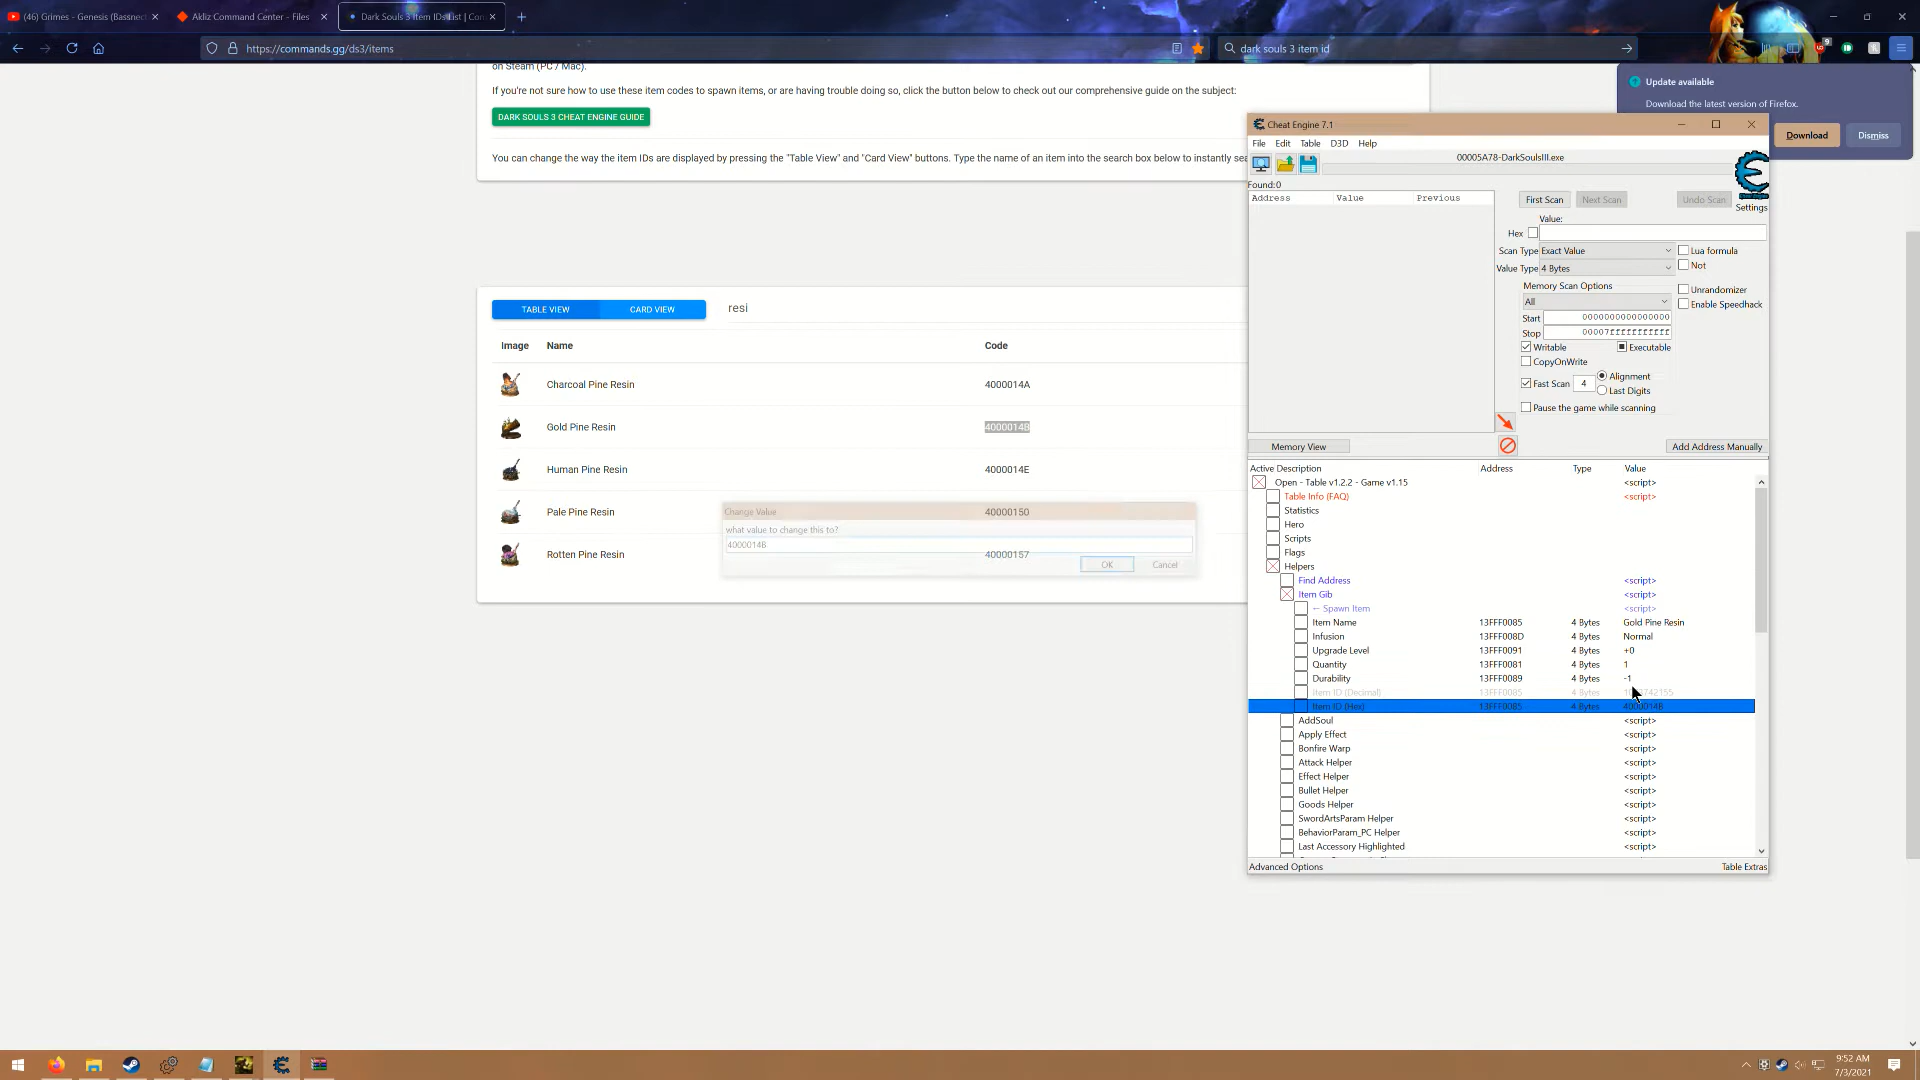 (46) Grimes - Genesis (Bassnec
Akliz Command Center - Files
Dark Souls 3 Item IDs List | Con
https://commands.gg/ds3/items
dark souls 3 item id
9
on Steam (PC / Mac).
If you're not sure how to use these item codes to spawn items, or are having trouble doing so, click the button below to check out our comprehensive guide on the subject:
DARK SOULS 3 CHEAT ENGINE GUIDE
You can change the way the item IDs are displayed by pressing the "Table View" and "Card View" buttons. Type the name of an item into the search box below to instantly sea
Update available
Download the latest version of Firefox.
Download Dismiss
TABLE VIEW CARD VIEW resi
Image Name Code
Charcoal Pine Resin 4000014A
Gold Pine Resin 4000014B
Human Pine Resin 4000014E
Pale Pine Resin 40000150
Rotten Pine Resin 40000157
Change Value
what value to change this to?
4000014B
OK Cancel
Cheat Engine 7.1
File Edit Table D3D Help
00005A78-DarkSoulsIII.exe
Found:0
Address Value Previous
First Scan Next Scan Undo Scan
Settings
Value:
Hex
Scan Type Exact Value
Lua formula
Value Type 4 Bytes
Not
Memory Scan Options
All
Unrandomizer
Enable Speedhack
Start 0000000000000000
Stop 00007fffffffffff
Writable Executable
CopyOnWrite
Fast Scan 4 Alignment
Last Digits
Pause the game while scanning
Memory View Add Address Manually
Active Description Address Type Value
Open - Table v1.2.2 - Game v1.15 <script>
Table Info (FAQ) <script>
Statistics
Hero
Scripts
Flags
Helpers
Find Address <script>
Item Gib <script>
← Spawn Item <script>
Item Name 13FFF0085 4 Bytes Gold Pine Resin
Infusion 13FFF008D 4 Bytes Normal
Upgrade Level 13FFF0091 4 Bytes +0
Quantity 13FFF0081 4 Bytes 1
Durability 13FFF0089 4 Bytes -1
Item ID (Decimal) 13FFF0085 4 Bytes
Item ID (Hex) 13FFF0085 4 Bytes 4000014B
AddSoul <script>
Apply Effect <script>
Bonfire Warp <script>
Attack Helper <script>
Effect Helper <script>
Bullet Helper <script>
Goods Helper <script>
SwordArtsParam Helper <script>
BehaviorParam_PC Helper <script>
Last Accessory Highlighted <script>
Advanced Options Table Extras
9:52 AM
7/3/2021